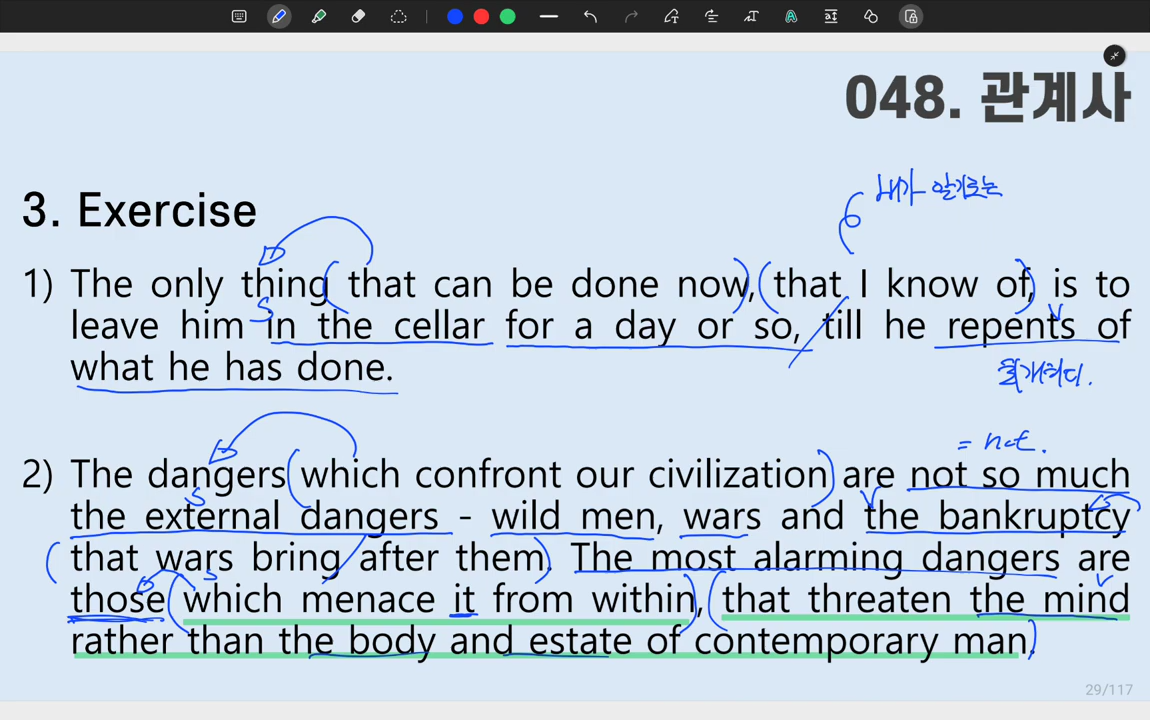 048. 관계사
3. Exercise
내가 알기로는
1) The only thing that can be done now, that I know of, is to
leave him in the cellar for a day or so, till he repents of
what he has done.
회개하다.
= not.
2) The dangers which confront our civilization are not so much
the external dangers - wild men, wars and the bankruptcy
that wars bring after them. The most alarming dangers are
those which menace it from within, that threaten the mind
rather than the body and estate of contemporary man.
29/117